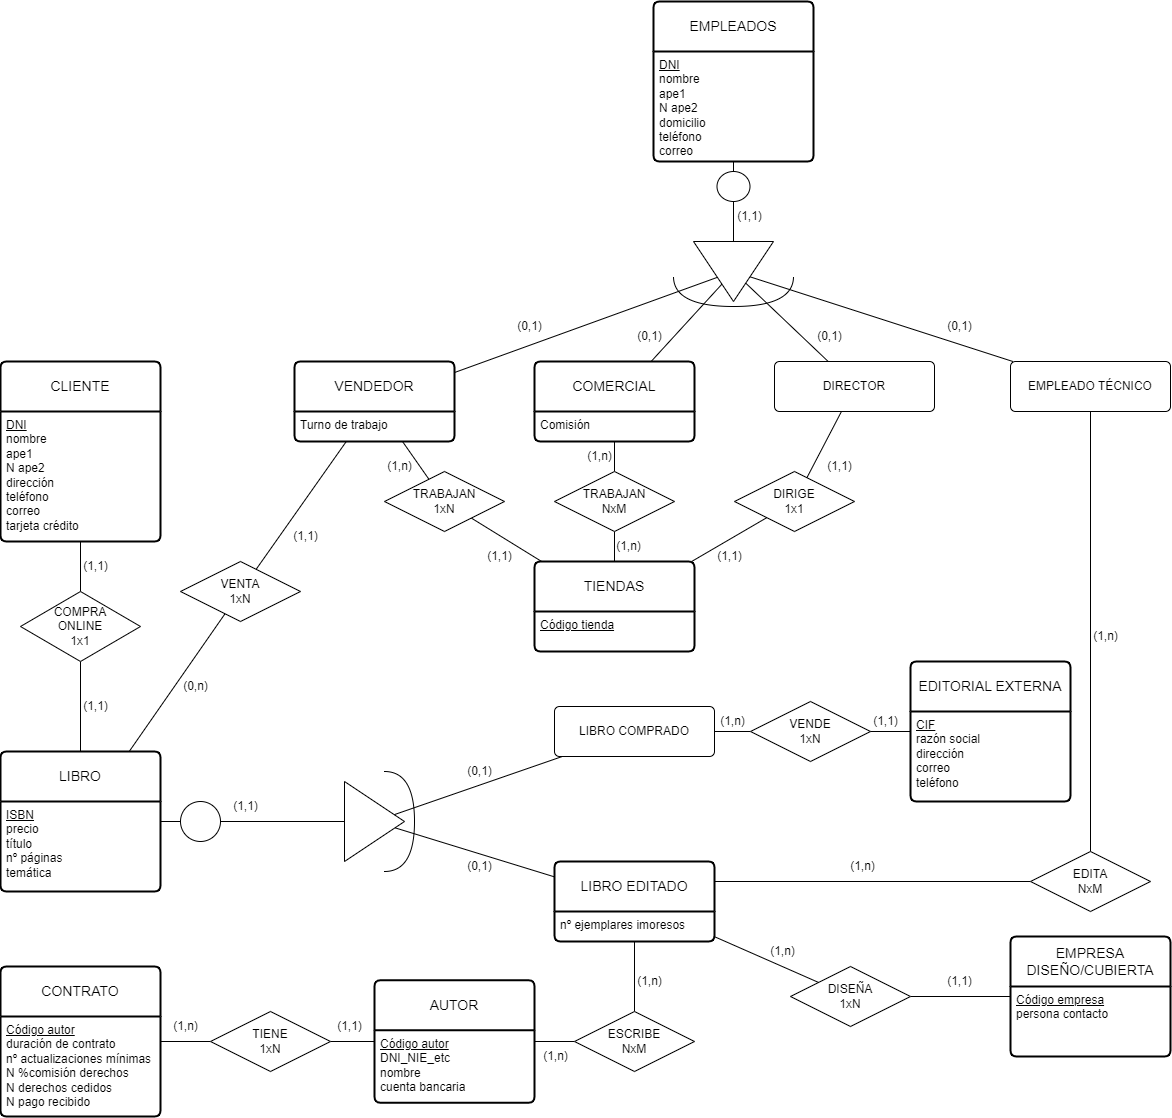 EMPLEADOS
DNI
nombre
ape1
N ape2
domicilio
teléfono
correo
(1,1)
(0,1)
(0,1)
(0,1)
(0,1)
CLIENTE
DNI
nombre
ape1
N ape2
dirección
teléfono
correo
tarjeta crédito
VENDEDOR
Turno de trabajo
COMERCIAL
Comisión
DIRECTOR
EMPLEADO TÉCNICO
(1,n)
(1,n)
(1,1)
TRABAJAN
1xN
TRABAJAN
NxM
DIRIGE
1x1
(1,1)
(1,1)
(1,n)
(1,1)
(1,1)
COMPRA
ONLINE
1x1
VENTA
1xN
TIENDAS
Código tienda
(1,n)
(0,n)
(1,1)
LIBRO
ISBN
precio
título
nº páginas
temática
(1,1)
(0,1)
(0,1)
LIBRO COMPRADO
(1,n)
VENDE
1xN
(1,1)
EDITORIAL EXTERNA
CIF
razón social
dirección
correo
teléfono
LIBRO EDITADO
nº ejemplares imoresos
(1,n)
EDITA
NxM
(1,n)
(1,n)
DISEÑA
1xN
(1,1)
EMPRESA
DISEÑO/CUBIERTA
Código empresa
persona contacto
CONTRATO
Código autor
duración de contrato
nº actualizaciones mínimas
N %comisión derechos
N derechos cedidos
N pago recibido
(1,n)
TIENE
1xN
(1,1)
AUTOR
Código autor
DNI_NIE_etc
nombre
cuenta bancaria
(1,n)
ESCRIBE
NxM